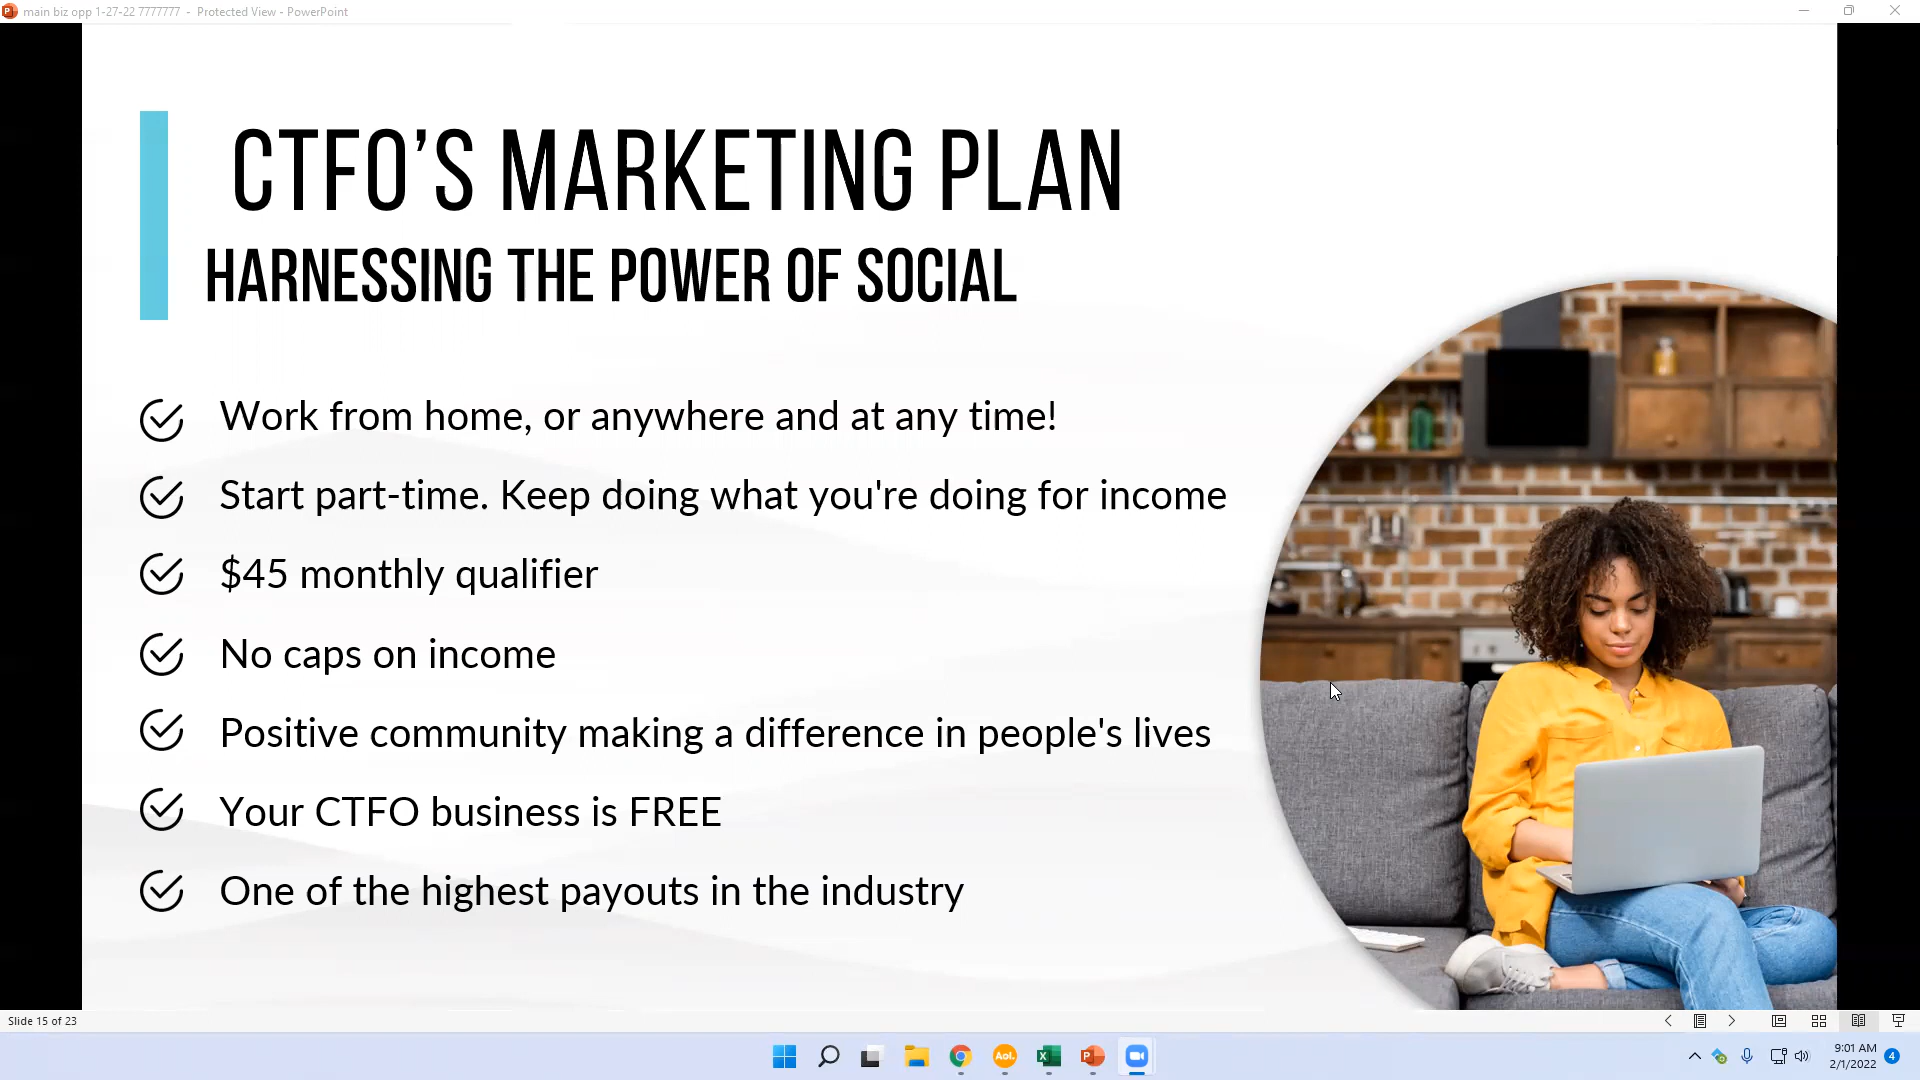 main biz opp 1-27-22 7777777 - Protected View - PowerPoint
CTFO’S MARKETING PLAN
HARNESSING THE POWER OF SOCIAL
Work from home, or anywhere and at any time!
Start part-time. Keep doing what you're doing for income
$45 monthly qualifier
No caps on income
Positive community making a difference in people's lives
Your CTFO business is FREE
One of the highest payouts in the industry
Slide 15 of 23
Aol.
9:01 AM
2/1/2022
4